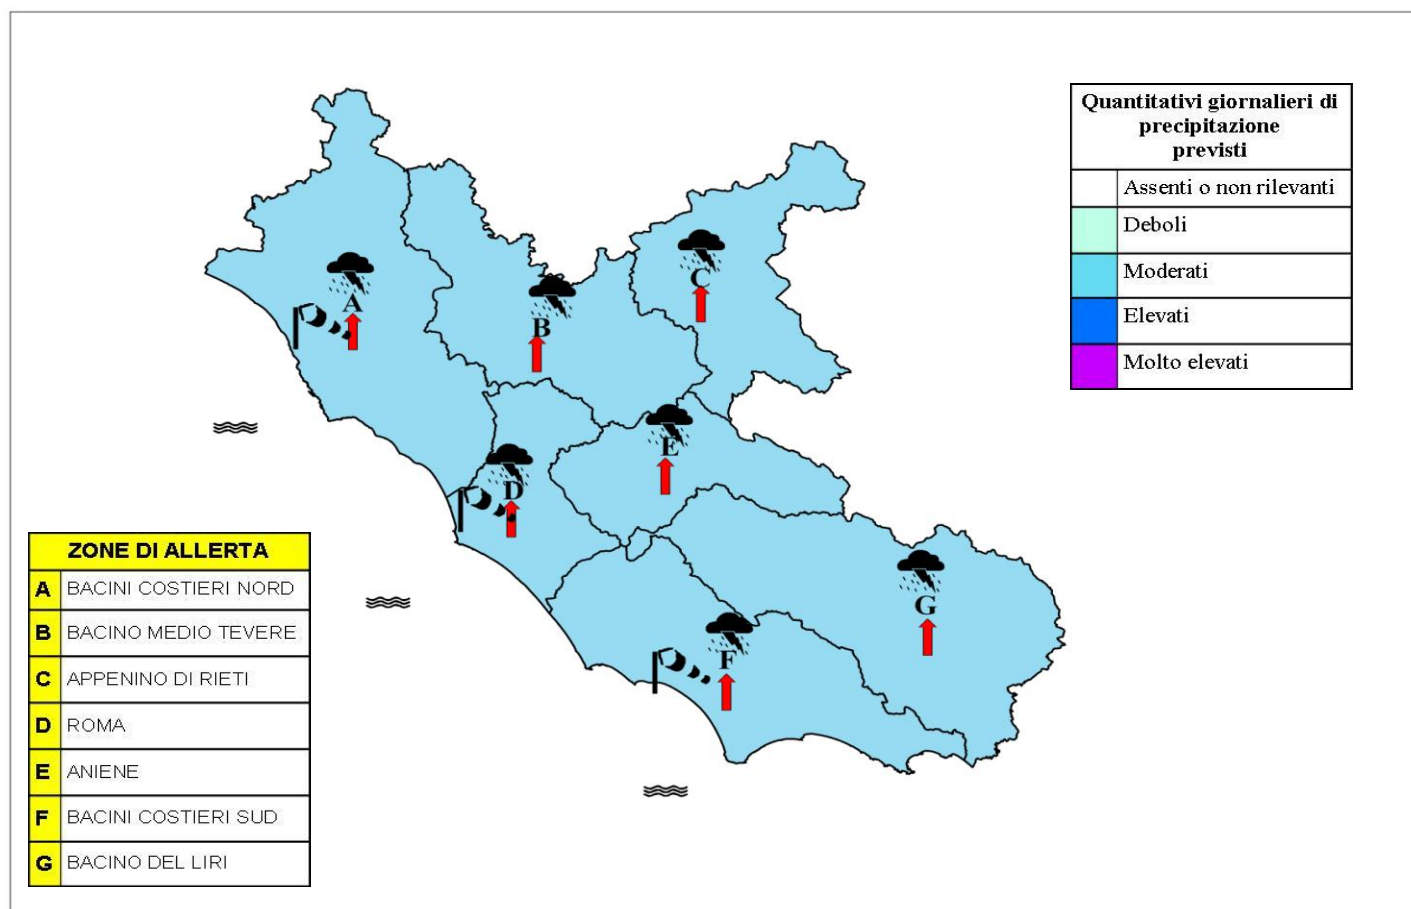 Quantitativi giornalieri di
precipitazione
previsti
Assenti o non rilevanti
Deboli
Moderati
Elevati
Molto elevati
A
B
C
D
E
F
G
ZONE DI ALLERTA
A BACINI COSTIERI NORD
B BACINO MEDIO TEVERE
C APPENINO DI RIETI
D ROMA
E ANIENE
F BACINI COSTIERI SUD
G BACINO DEL LIRI